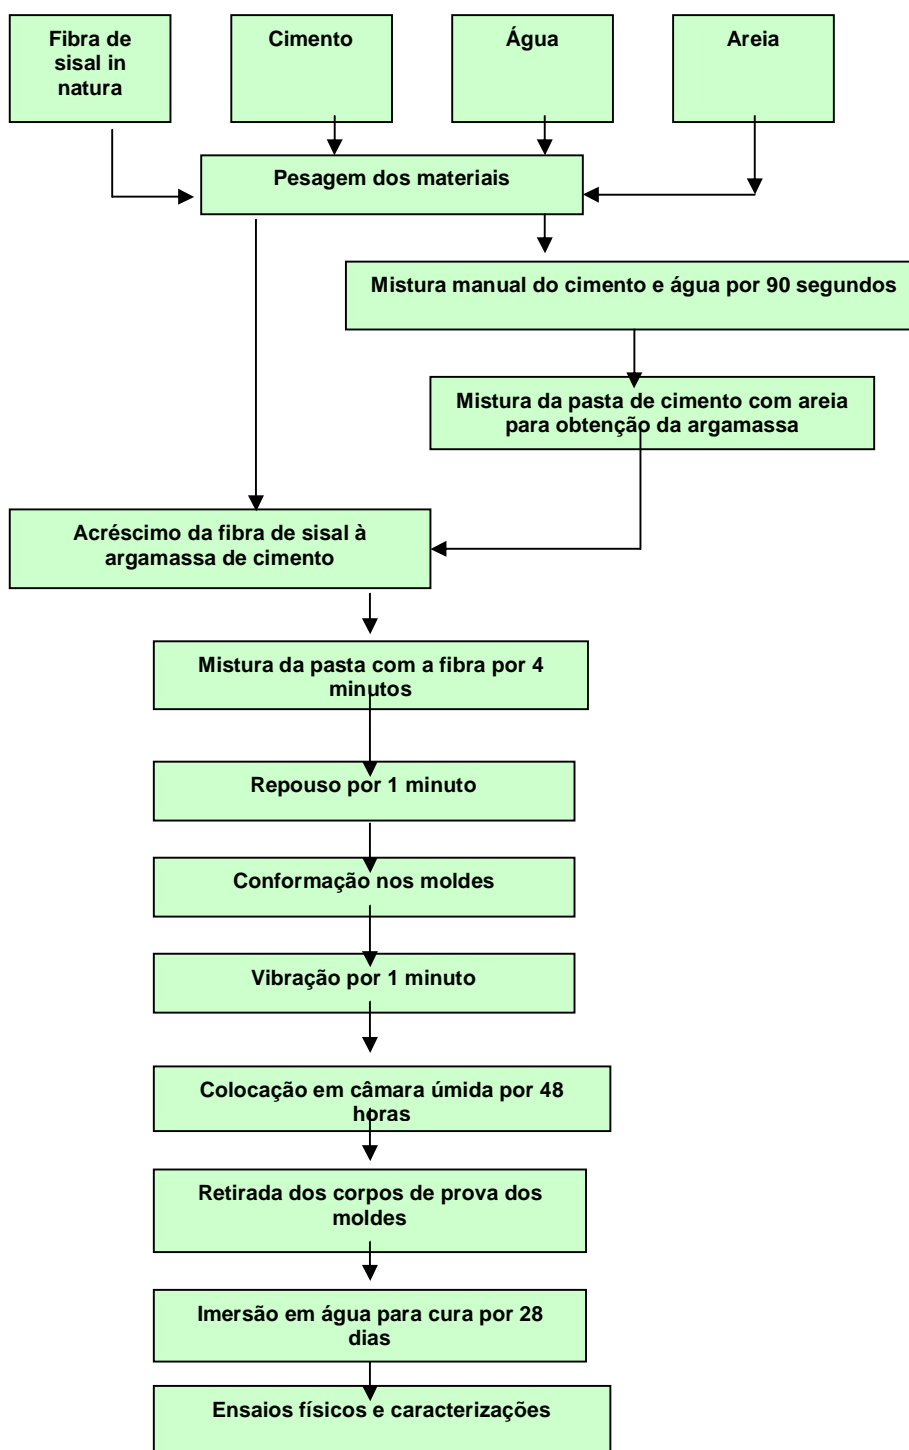 Fibra de
sisal in
natura
Cimento
Água
Areia
Pesagem dos materiais
Mistura manual do cimento e água por 90 segundos
Mistura da pasta de cimento com areia
para obtenção da argamassa
Acréscimo da fibra de sisal à
argamassa de cimento
Mistura da pasta com a fibra por 4
minutos
Repouso por 1 minuto
Conformação nos moldes
Vibração por 1 minuto
Colocação em câmara úmida por 48
horas
Retirada dos corpos de prova dos
moldes
Imersão em água para cura por 28
dias
Ensaios físicos e caracterizações